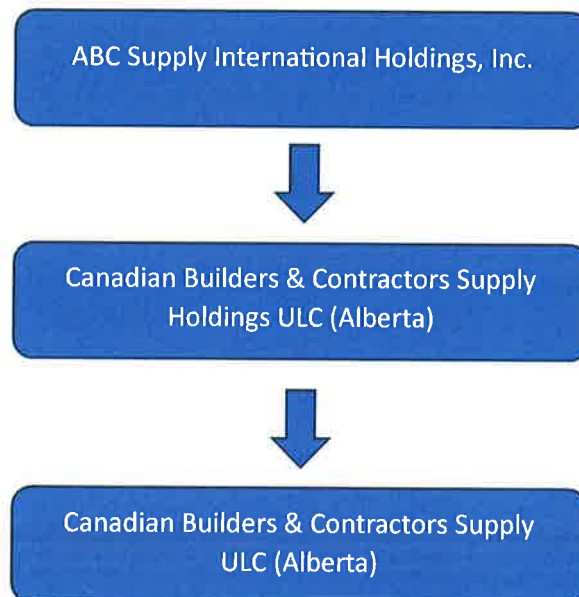 ABC Supply International Holdings, Inc.
Canadian Builders & Contractors Supply
Holdings ULC (Alberta)
Canadian Builders & Contractors Supply
ULC (Alberta)